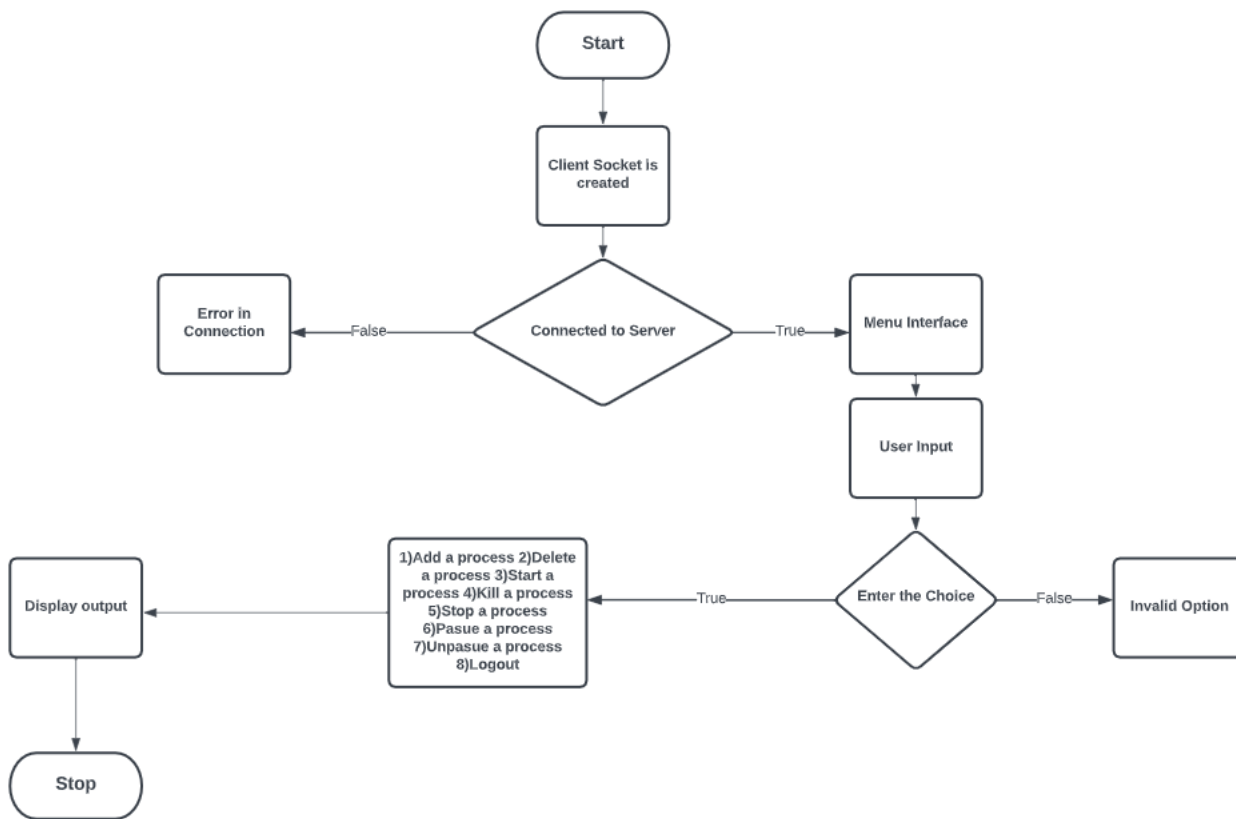 Start
Client Socket is
created
Error in
Connection
False
Connected to Server
True
Menu Interface
User Input
1)Add a process 2)Delete
a process 3)Start a
process 4)Kill a process
5)Stop a process
6)Pasue a process
7)Unpasue a process
8)Logout
True
Enter the Choice
False
Invalid Option
Display output
Stop